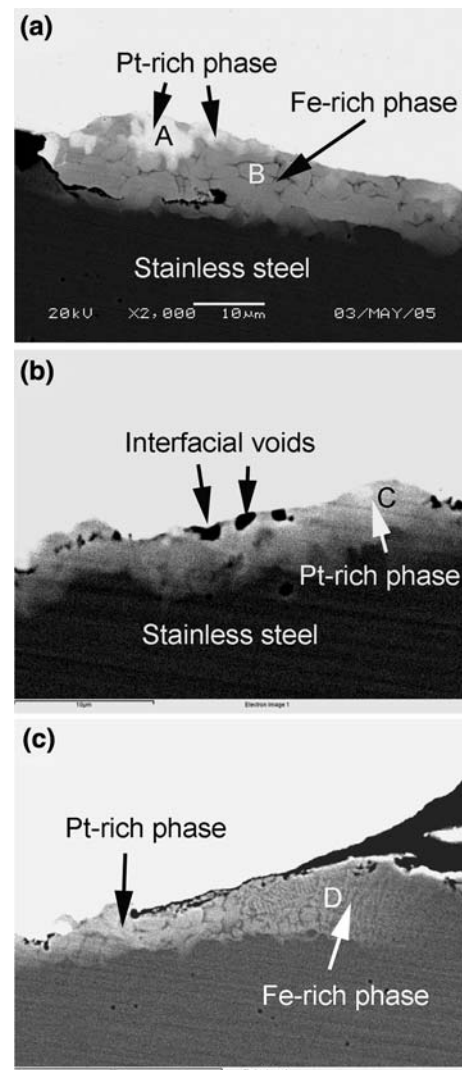 (a)
Pt-rich phase
Fe-rich phase
A
B
Stainless steel
20kV X2,000 10µm 03/MAY/05
(b)
Interfacial voids
C
Pt-rich phase
Stainless steel
10µm Electron Image 1
(c)
Pt-rich phase
D
Fe-rich phase